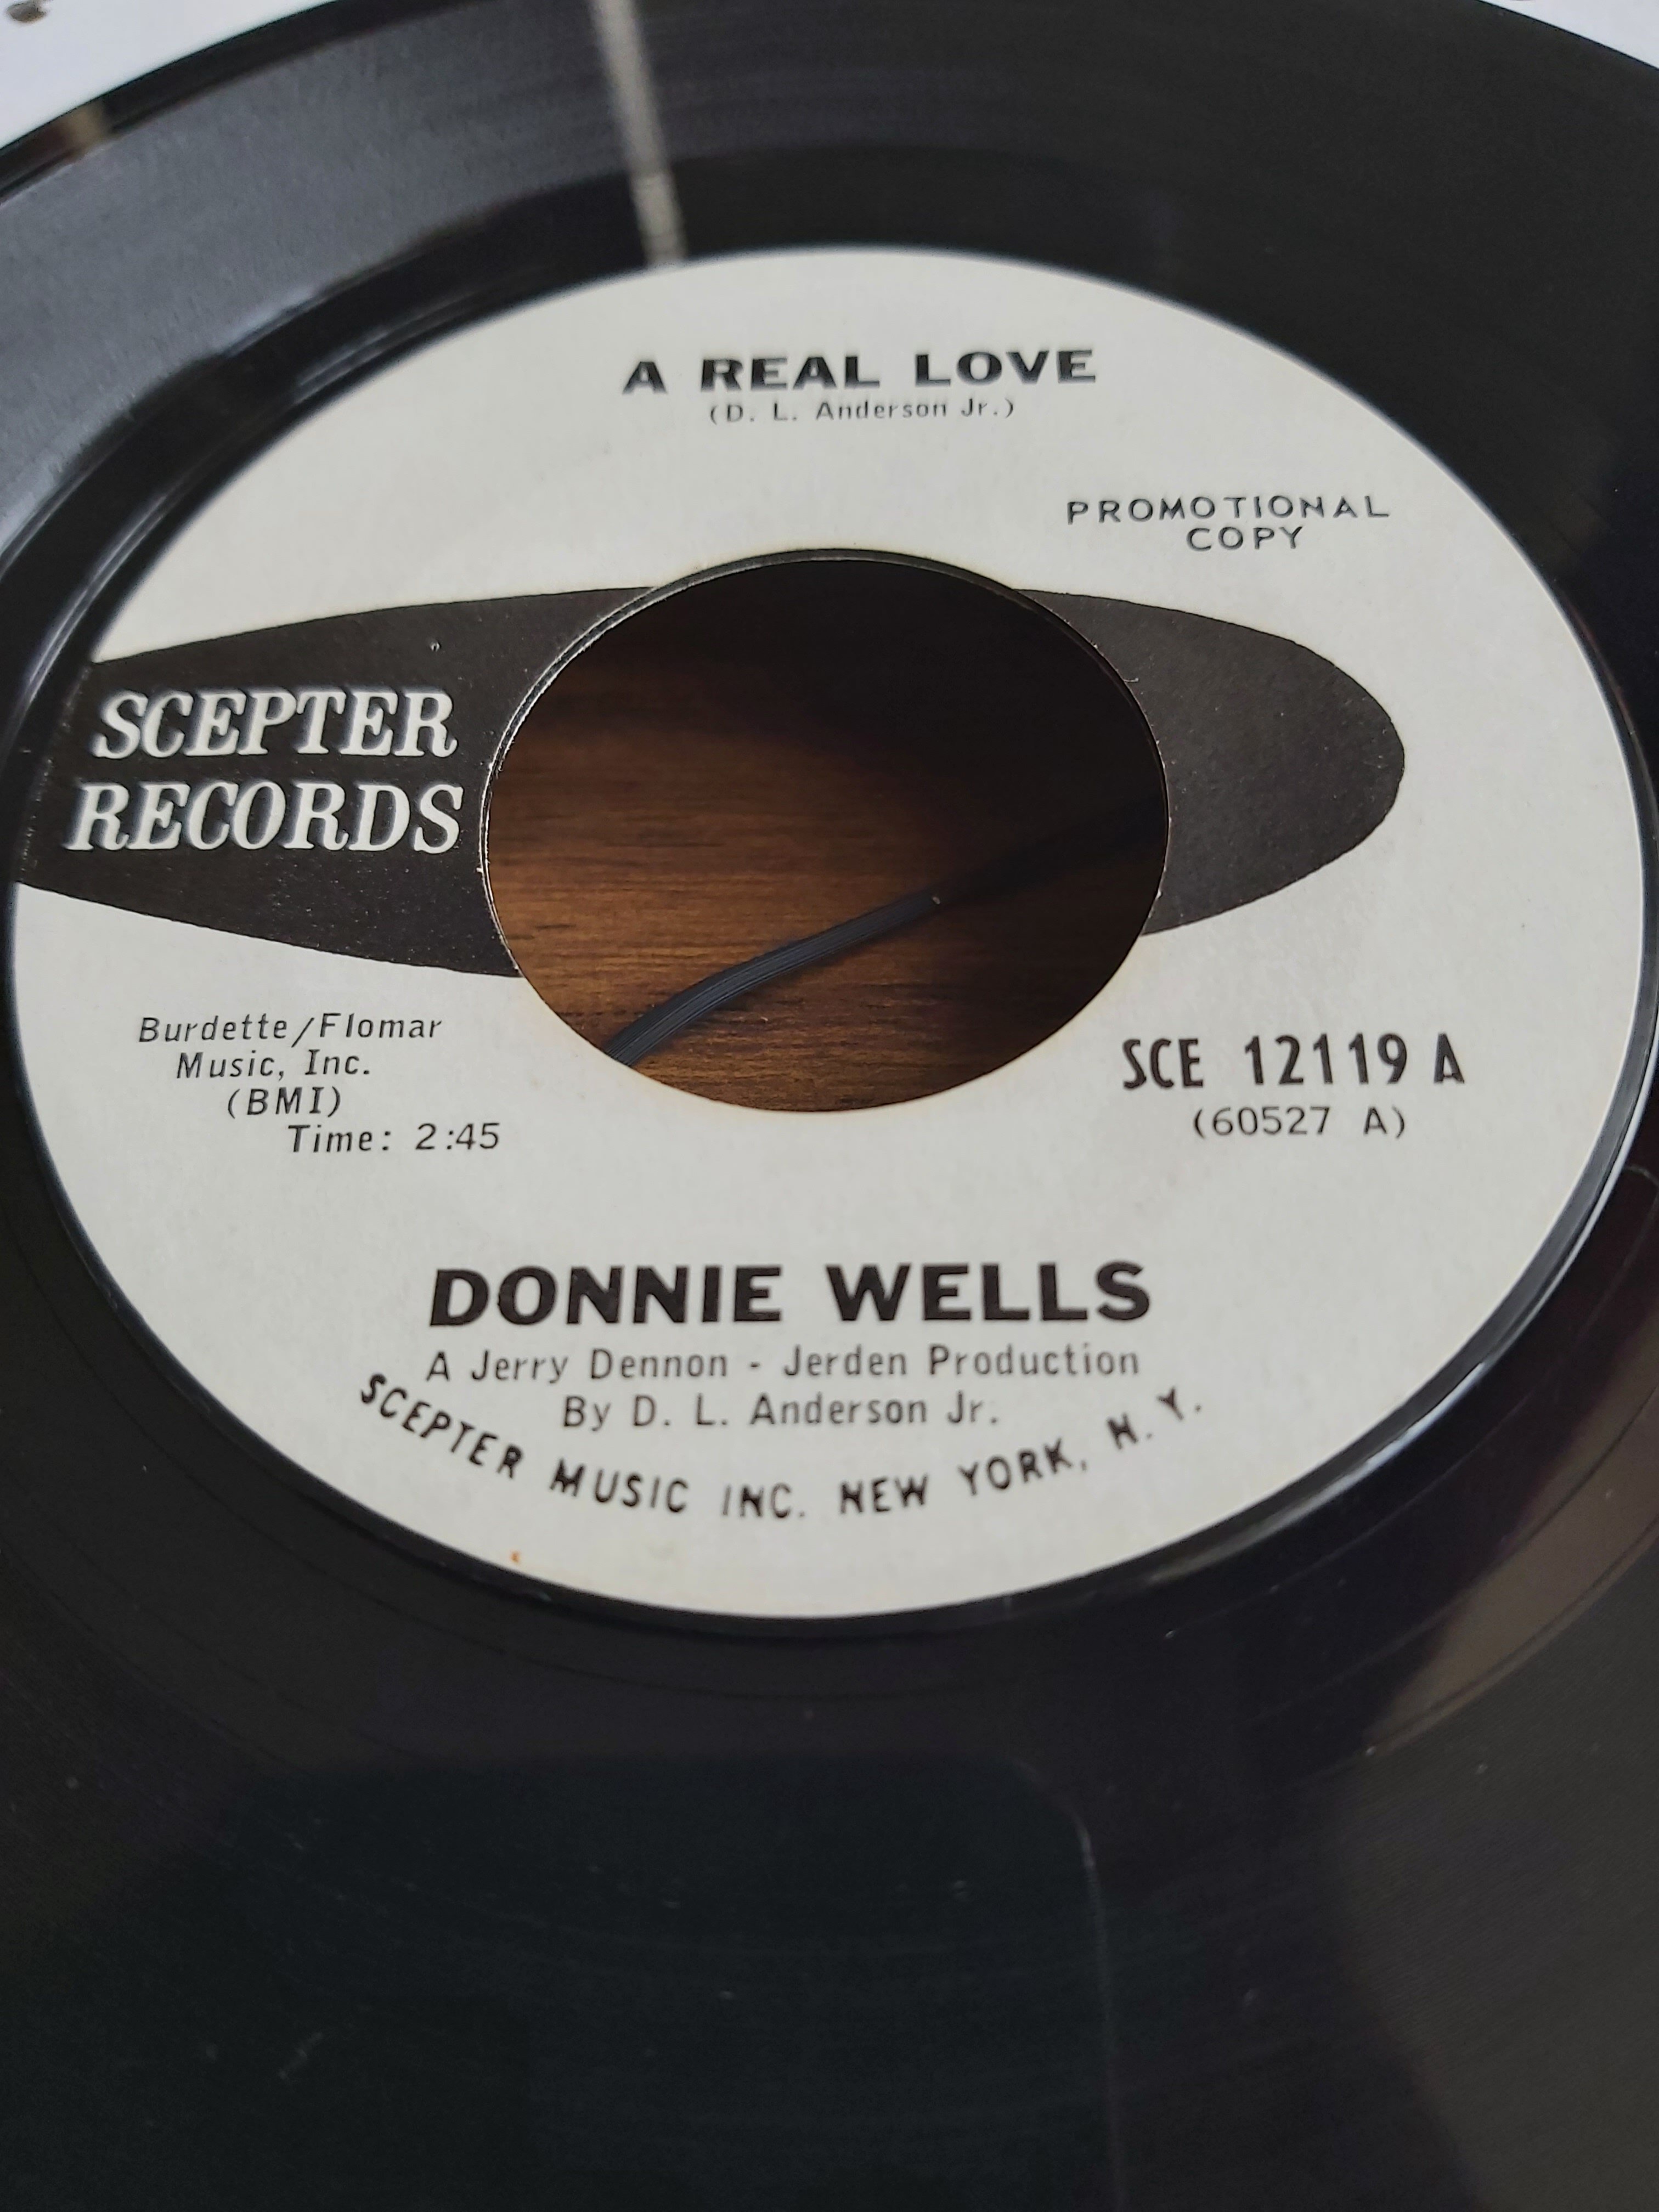 A REAL LOVE
(D. L. Anderson Jr.)
PROMOTIONAL
COPY
SCEPTER
RECORDS
Burdette/Flomar
Music, Inc.
(BMI)
Time: 2:45
SCE 12119 A
(60527 A)
DONNIE WELLS
A Jerry Dennon - Jerden Production
By D. L. Anderson Jr.
SCEPTER MUSIC INC. NEW YORK, N. Y.